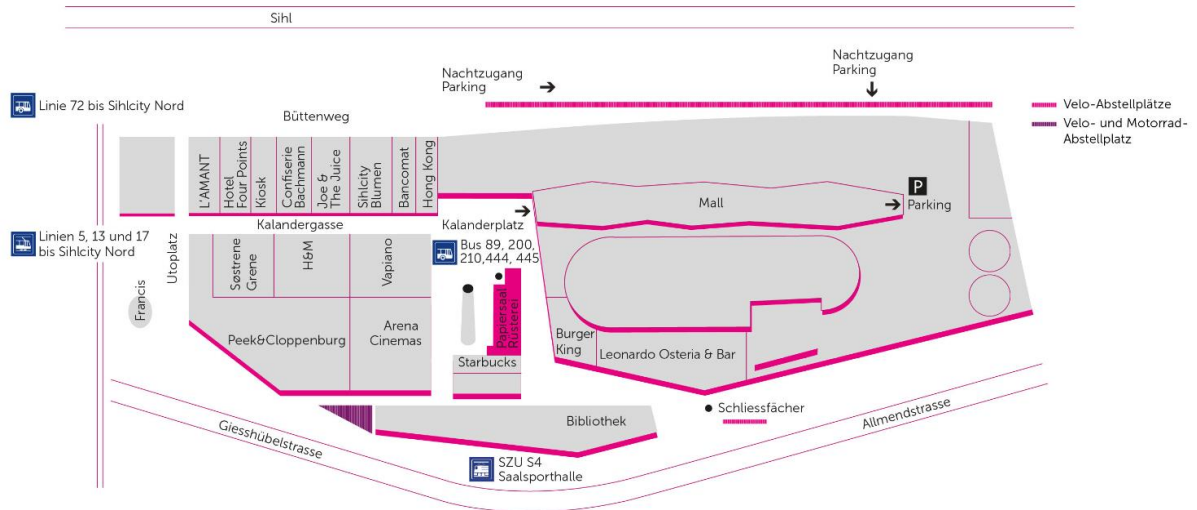 Sihl
Nachtzugang
Parking
Nachtzugang
Parking
Linie 72 bis Sihlcity Nord
Velo-Abstellplätze
Velo- und Motorrad-
Abstellplatz
Büttenweg
L'AMANT
Hotel
Four Points
Kiosk
Confiserie
Bachmann
Joe &
The Juice
Sihlcity
Blumen
Bancomat
Hong Kong
P
Parking
Mall
Kalandergasse
Kalanderplatz
Linien 5, 13 und 17
bis Sihlcity Nord
Utoplatz
Francis
Søstrene
Grene
H&M
Vapiano
Bus 89, 200,
210,444, 445
Papiersaal
Rüsterei
Peek&Cloppenburg
Arena
Cinemas
Starbucks
Burger
King
Leonardo Osteria & Bar
Schliessfächer
Bibliothek
Giesshübelstrasse
Allmendstrasse
SZU S4
Saalsporthalle